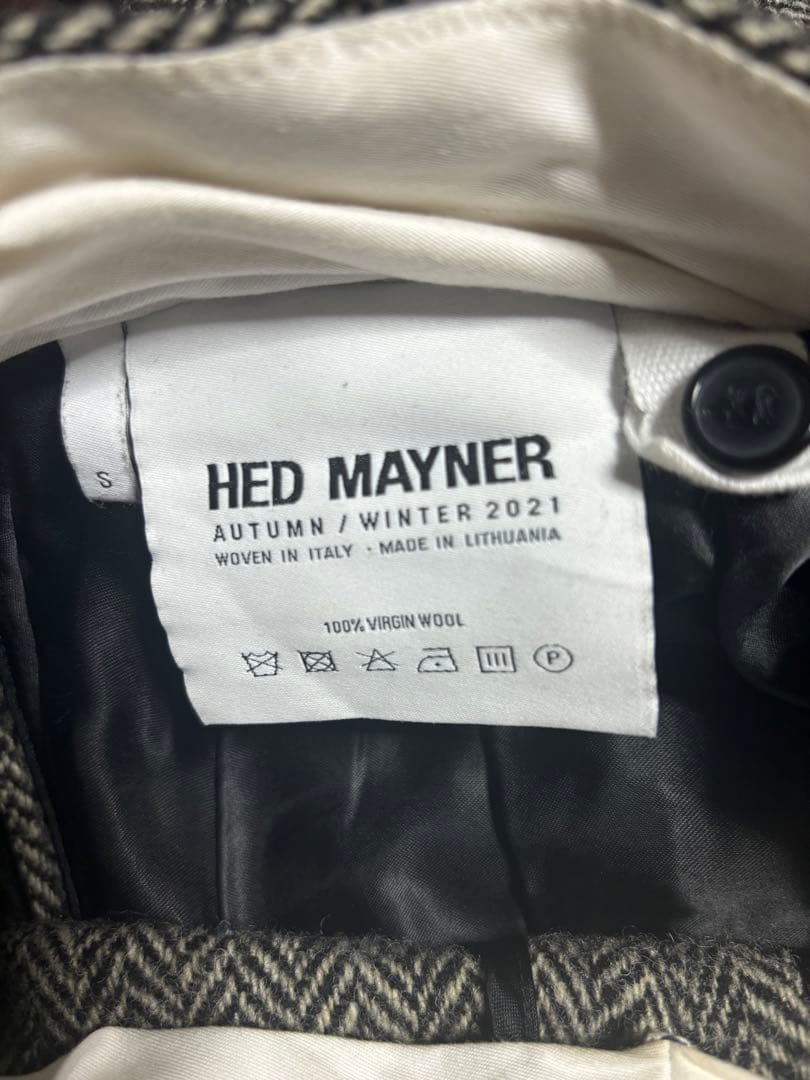 S
HED MAYNER
AUTUMN / WINTER 2021
WOVEN IN ITALY · MADE IN LITHUANIA
100% VIRGIN WOOL
P